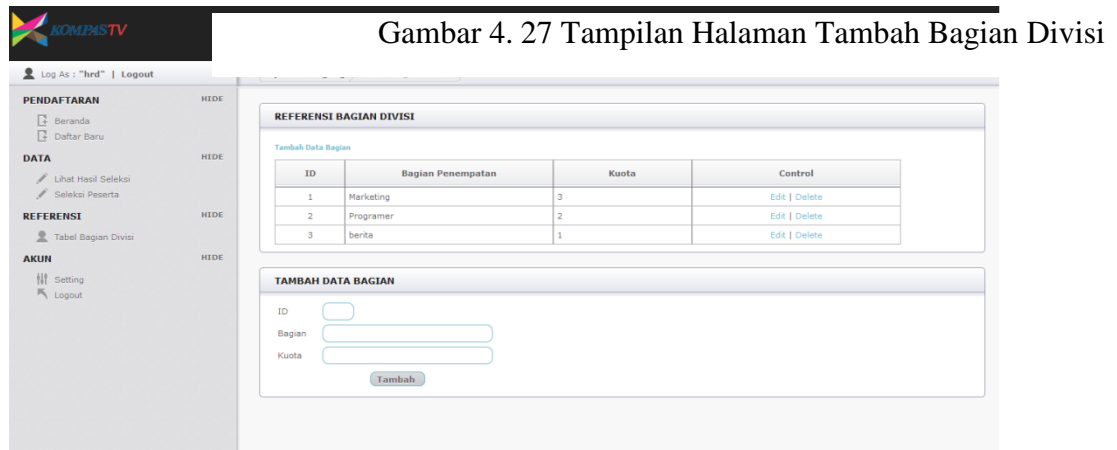 KOMPASTV
Gambar 4. 27 Tampilan Halaman Tambah Bagian Divisi
Log As : "hrd" | Logout
PENDAFTARAN HIDE
Beranda
Daftar Baru
DATA HIDE
Lihat Hasil Seleksi
Seleksi Peserta
REFERENSI HIDE
Tabel Bagian Divisi
AKUN HIDE
Setting
Logout
REFERENSI BAGIAN DIVISI
Tambah Data Bagian
ID Bagian Penempatan Kuota Control
1 Marketing 3 Edit | Delete
2 Programer 2 Edit | Delete
3 berita 1 Edit | Delete
TAMBAH DATA BAGIAN
ID
Bagian
Kuota
Tambah